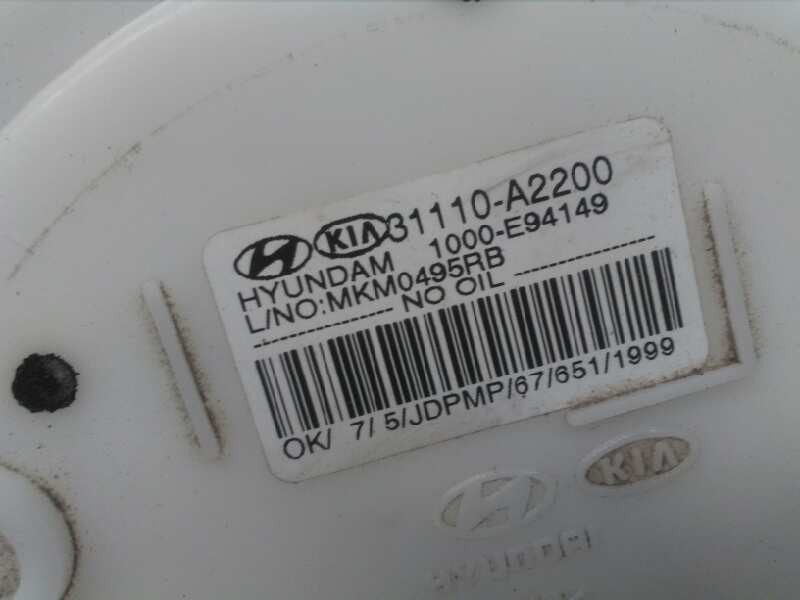 KIA 31110-A2200
HYUNDAM 1000-E94149
L/NO:MKM0495RB
NO OIL
OK/ 7/ 5/JDPMP/67/651/1999
KIA